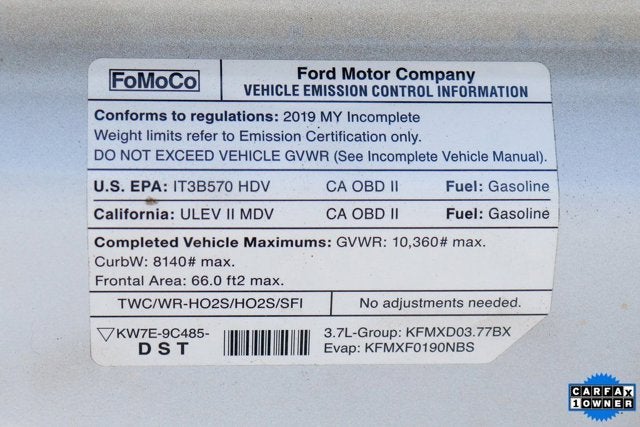 FoMoCo
Ford Motor Company
VEHICLE EMISSION CONTROL INFORMATION
Conforms to regulations: 2019 MY Incomplete
Weight limits refer to Emission Certification only.
DO NOT EXCEED VEHICLE GVWR (See Incomplete Vehicle Manual).
U.S. EPA: IT3B570 HDV CA OBD II Fuel: Gasoline
California: ULEV II MDV CA OBD II Fuel: Gasoline
Completed Vehicle Maximums: GVWR: 10,360# max.
CurbW: 8140# max.
Frontal Area: 66.0 ft2 max.
TWC/WR-HO2S/HO2S/SFI No adjustments needed.
KW7E-9C485- 3.7L-Group: KFMXD03.77BX
DST Evap: KFMXF0190NBS
CARFAX
1 OWNER